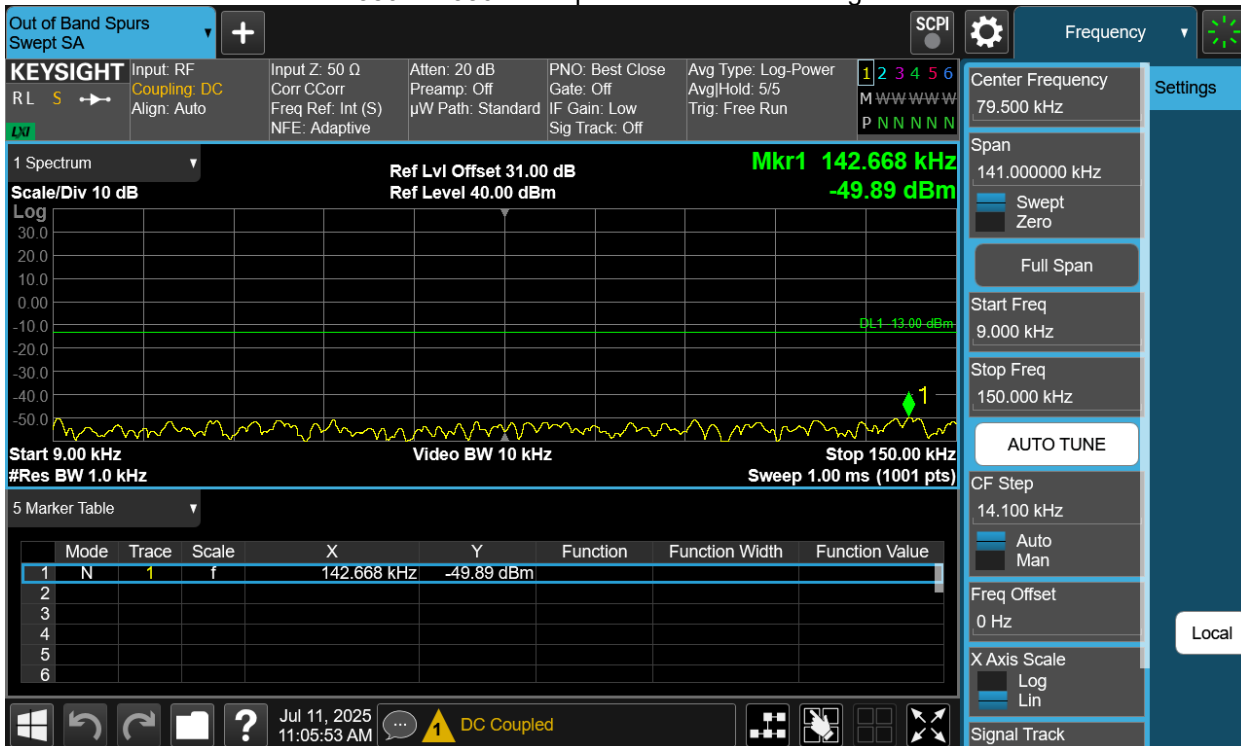 Out of Band Spurs
Swept SA
SCPI
Frequency
KEYSIGHT
R L S
LXI
Input: RF
Coupling: DC
Align: Auto
Input Z: 50 Ω
Corr CCorr
Freq Ref: Int (S)
NFE: Adaptive
Atten: 20 dB
Preamp: Off
µW Path: Standard
PNO: Best Close
Gate: Off
IF Gain: Low
Sig Track: Off
Avg Type: Log-Power
Avg|Hold: 5/5
Trig: Free Run
1 2 3 4 5 6
M W W W W W
P N N N N N
1 Spectrum
Scale/Div 10 dB
Ref Lvl Offset 31.00 dB
Ref Level 40.00 dBm
Mkr1 142.668 kHz
-49.89 dBm
Log
30.0
20.0
10.0
0.00
-10.0
-20.0
-30.0
-40.0
-50.0
DL1 -13.00 dBm
1
Start 9.00 kHz
#Res BW 1.0 kHz
Video BW 10 kHz
Stop 150.00 kHz
Sweep 1.00 ms (1001 pts)
5 Marker Table
Mode Trace Scale X Y Function Function Width Function Value
1 N 1 f 142.668 kHz -49.89 dBm
2
3
4
5
6
Jul 11, 2025
11:05:53 AM
?
1
DC Coupled
Center Frequency
79.500 kHz
Span
141.000000 kHz
Swept
Zero
Full Span
Start Freq
9.000 kHz
Stop Freq
150.000 kHz
AUTO TUNE
CF Step
14.100 kHz
Auto
Man
Freq Offset
0 Hz
X Axis Scale
Log
Lin
Signal Track
Settings
Local